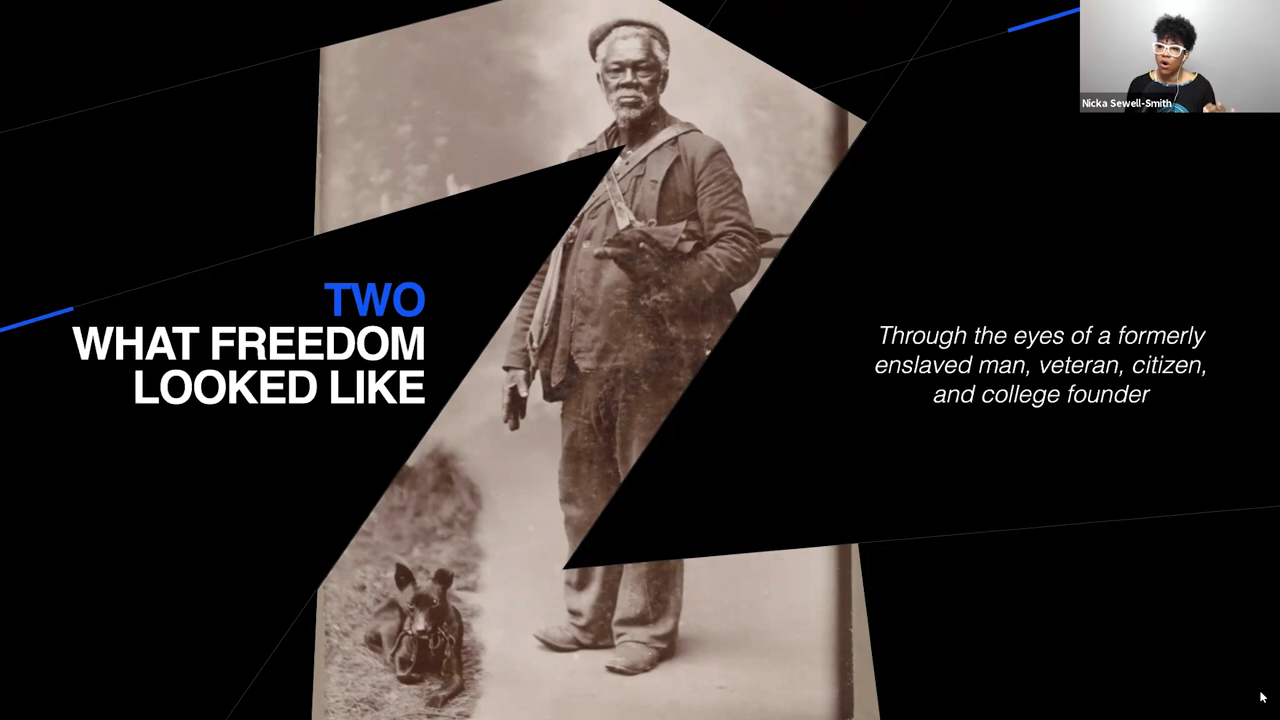 Nicka Sewell-Smith
TWO
WHAT FREEDOM
LOOKED LIKE
Through the eyes of a formerly
enslaved man, veteran, citizen,
and college founder